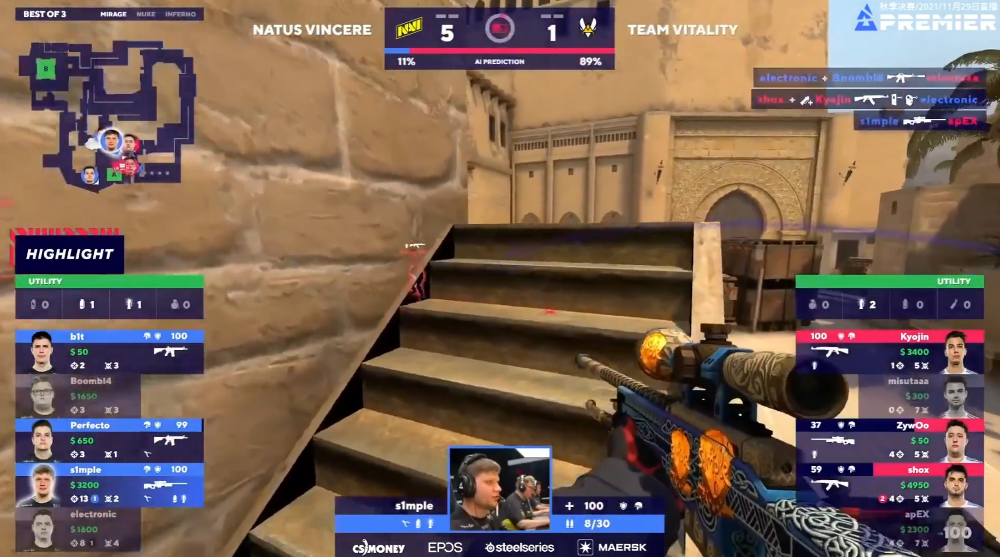 BEST OF 3 MIRAGE NUKE INFERNO
NATUS VINCERE NAVI 5 1 TEAM VITALITY
11% AI PREDICTION 89%
秋季决赛/2021/11月29日直播
PREMIER
B
A
electronic + Boombl4 misutaaa
shox + Kyojin electronic
s1mple apEX
HIGHLIGHT
UTILITY
0 1 1 0
b1t 100
$50
2 3
Boombl4
$1650
3 3
Perfecto 99
$650
3 1
s1mple 100
$3200
13 1 2
electronic
$1600
8 1 4
UTILITY
0 2 0 0
100 Kyojin
$3400
1 5
misutaaa
$300
0 7
37 ZywOo
$50
4 5
59 shox
$4950
2 4 5
apEX
$2300
-100
7
s1mple 100
8/30
CS.MONEY EPOS steelseries MAERSK